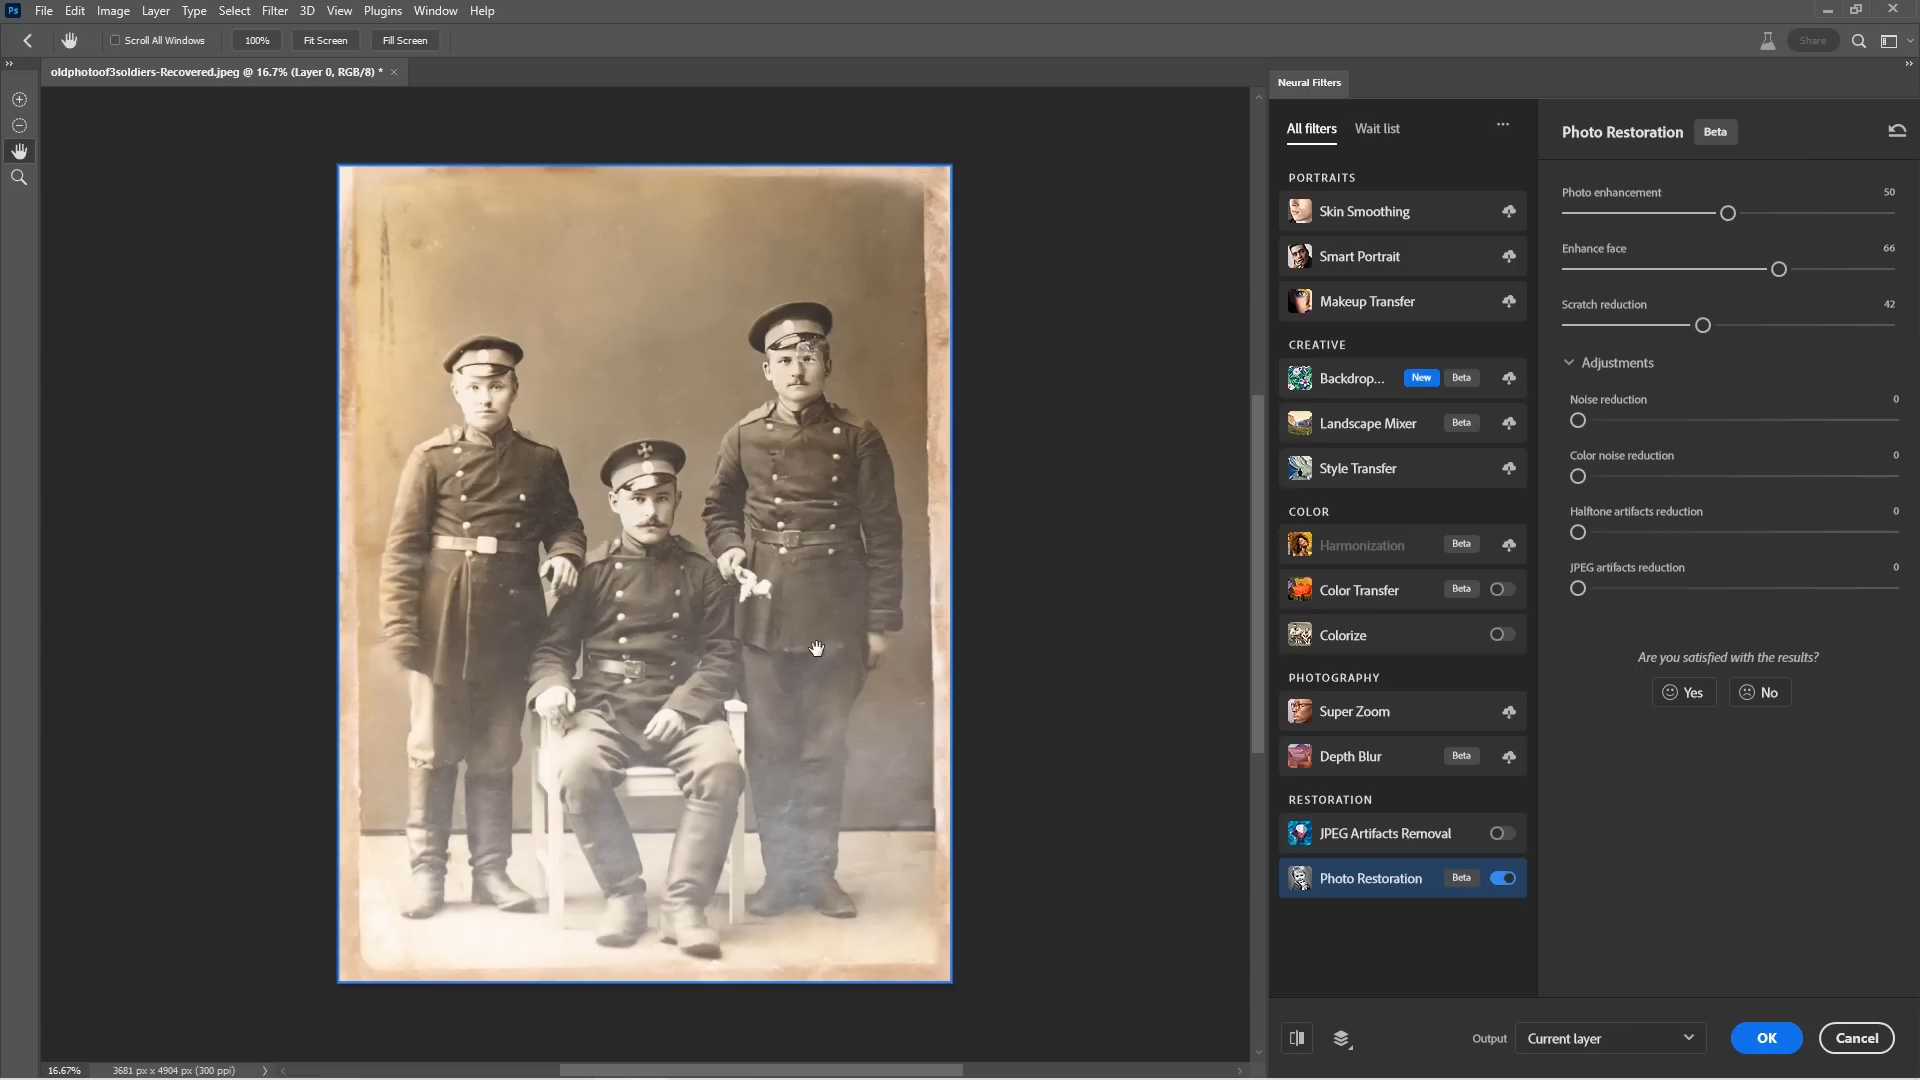 Ps File Edit Image Layer Type Select Filter 3D View Plugins Window Help
Scroll All Windows 100% Fit Screen Fill Screen Share
oldphotoof3soldiers-Recovered.jpeg @ 16.7% (Layer 0, RGB/8) *
Neural Filters
All filters Wait list
PORTRAITS
Skin Smoothing
Smart Portrait
Makeup Transfer
CREATIVE
Backdrop... New Beta
Landscape Mixer Beta
Style Transfer
COLOR
Harmonization Beta
Color Transfer Beta
Colorize
PHOTOGRAPHY
Super Zoom
Depth Blur Beta
RESTORATION
JPEG Artifacts Removal
Photo Restoration Beta
Photo Restoration Beta
Photo enhancement 50
Enhance face 66
Scratch reduction 42
Adjustments
Noise reduction 0
Color noise reduction 0
Halftone artifacts reduction 0
JPEG artifacts reduction 0
Are you satisfied with the results?
Yes No
Output Current layer OK Cancel
16.67% 3681 px x 4904 px (300 ppi)